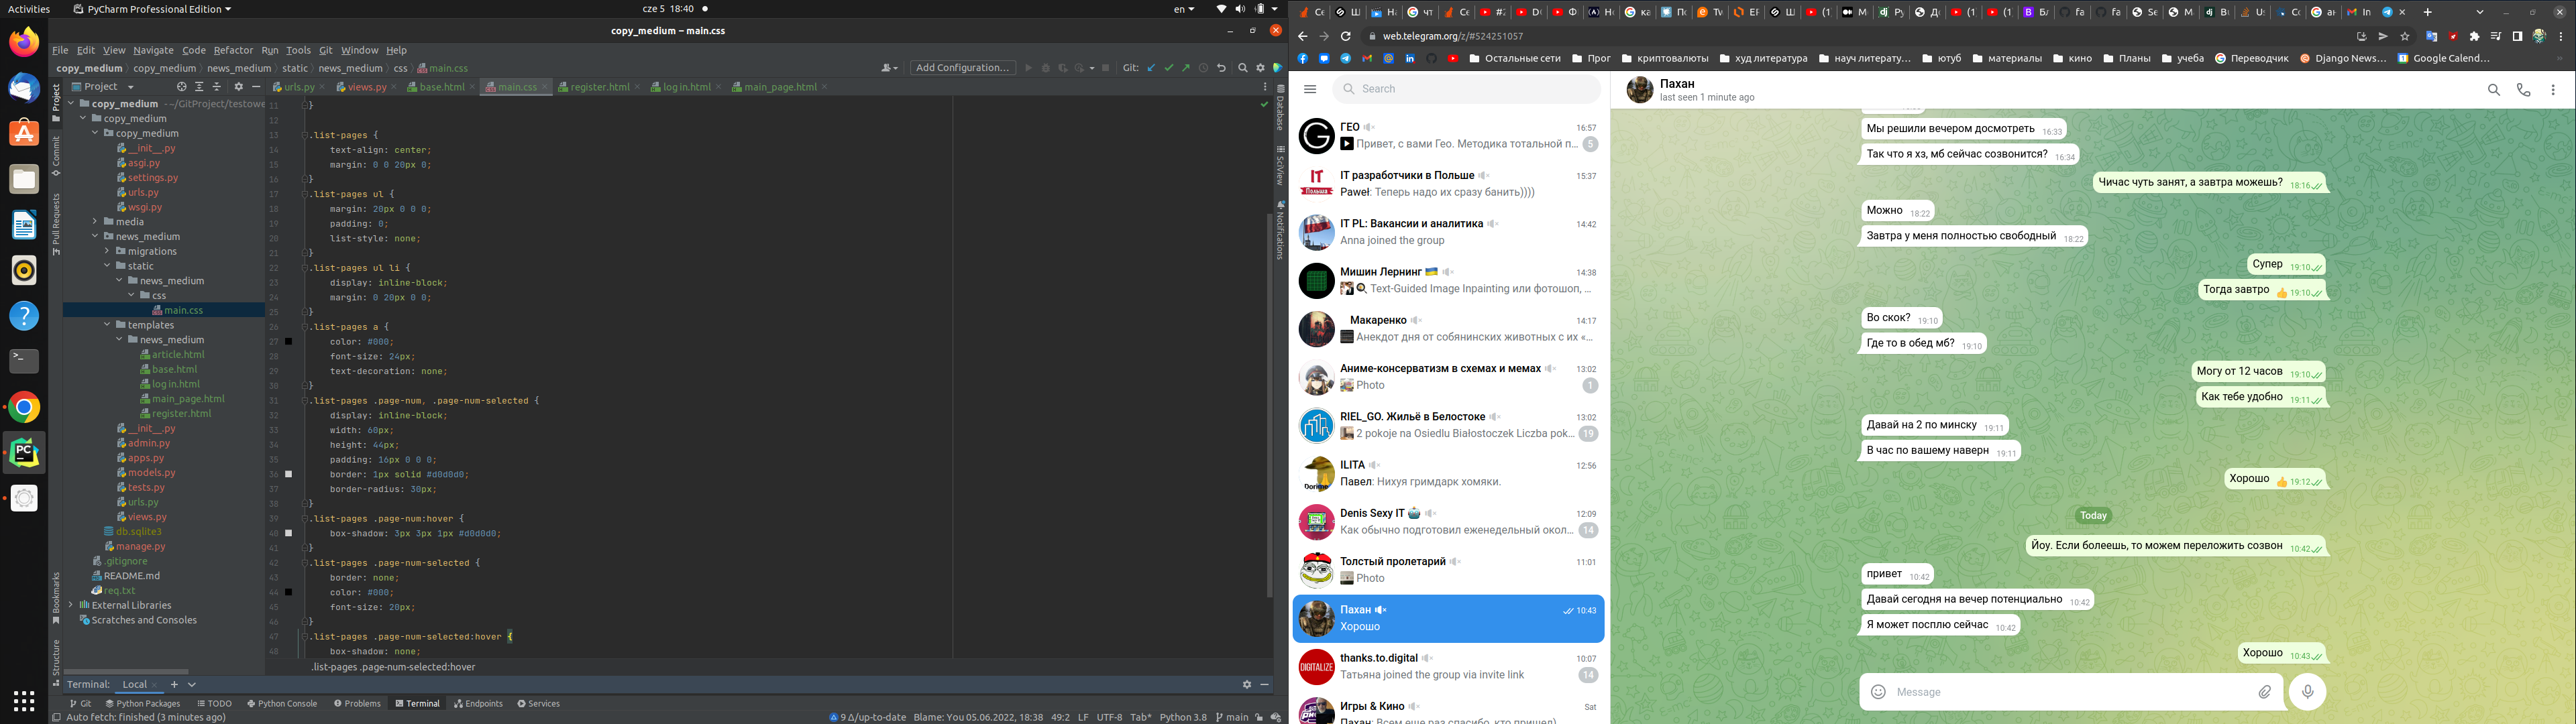 Activities
PyCharm Professional Edition
cze 5 18:40
en
copy_medium – main.css
File Edit View Navigate Code Refactor Run Tools Git Window Help
copy_medium copy_medium news_medium static news_medium css main.css
Add Configuration...
Git:
Project
urls.py views.py base.html main.css register.html log in.html main_page.html
Project
Commit
Pull Requests
Bookmarks
Structure
Database
SciView
Notifications
copy_medium ~/GitProject/testowe
copy_medium
copy_medium
__init__.py
asgi.py
settings.py
urls.py
wsgi.py
media
news_medium
migrations
static
news_medium
css
main.css
templates
news_medium
article.html
base.html
log in.html
main_page.html
register.html
__init__.py
admin.py
apps.py
models.py
tests.py
urls.py
views.py
db.sqlite3
manage.py
.gitignore
README.md
req.txt
External Libraries
Scratches and Consoles
11 }
12
13 .list-pages {
14 text-align: center;
15 margin: 0 0 20px 0;
16 }
17 .list-pages ul {
18 margin: 20px 0 0 0;
19 padding: 0;
20 list-style: none;
21 }
22 .list-pages ul li {
23 display: inline-block;
24 margin: 0 20px 0 0;
25 }
26 .list-pages a {
27 color: #000;
28 font-size: 24px;
29 text-decoration: none;
30 }
31 .list-pages .page-num, .page-num-selected {
32 display: inline-block;
33 width: 60px;
34 height: 44px;
35 padding: 16px 0 0 0;
36 border: 1px solid #d0d0d0;
37 border-radius: 30px;
38 }
39 .list-pages .page-num:hover {
40 box-shadow: 3px 3px 1px #d0d0d0;
41 }
42 .list-pages .page-num-selected {
43 border: none;
44 color: #000;
45 font-size: 20px;
46 }
47 .list-pages .page-num-selected:hover {
48 box-shadow: none;
.list-pages .page-num-selected:hover
Terminal: Local
Git Python Packages TODO Python Console Problems Terminal Endpoints Services
Auto fetch: finished (3 minutes ago)
9 Δ/up-to-date Blame: You 05.06.2022, 18:38 49:2 LF UTF-8 Tab* Python 3.8 main
web.telegram.org/z/#524251057
Остальные сети Прог криптовалюты худ литература науч литерату... ютуб материалы кино Планы учеба Переводчик Django News... Google Calend...
Search
ГЕО 16:57
Привет, с вами Гео. Методика тотальной п... 5
IT разработчики в Польше 15:37
Paweł: Теперь надо их сразу банить))))
IT PL: Вакансии и аналитика 14:42
Anna joined the group
Мишин Лернинг 🇺🇦 14:38
Text-Guided Image Inpainting или фотошоп, ...
Макаренко 14:17
Анекдот дня от собянинских животных с их «...
Аниме-консерватизм в схемах и мемах 13:02
Photo 1
RIEL_GO. Жильё в Белостоке 13:02
2 pokoje na Osiedlu Białostoczek Liczba pok... 19
ILITA 12:56
Павел: Нихуя гримдарк хомяки.
Denis Sexy IT 🤖 12:09
Как обычно подготовил еженедельный окол... 14
Толстый пролетарий 11:01
Photo
Пахан 10:43
Хорошо
thanks.to.digital 10:07
Татьяна joined the group via invite link 14
Игры & Кино Sat
Пахан: Всем еще раз спасибо, кто пришел)
Пахан
last seen 1 minute ago
Мы решили вечером досмотреть 16:33
Так что я хз, мб сейчас созвонится? 16:34
Чичас чуть занят, а завтра можешь? 18:16
Можно 18:22
Завтра у меня полностью свободный 18:22
Супер 19:10
Тогда завтро 👍 19:10
Во скок? 19:10
Где то в обед мб? 19:10
Могу от 12 часов 19:10
Как тебе удобно 19:11
Давай на 2 по минску 19:11
В час по вашему наверн 19:11
Хорошо 👍 19:12
Today
Йоу. Если болеешь, то можем переложить созвон 10:42
привет 10:42
Давай сегодня на вечер потенциально 10:42
Я может посплю сейчас 10:42
Хорошо 10:43
Message